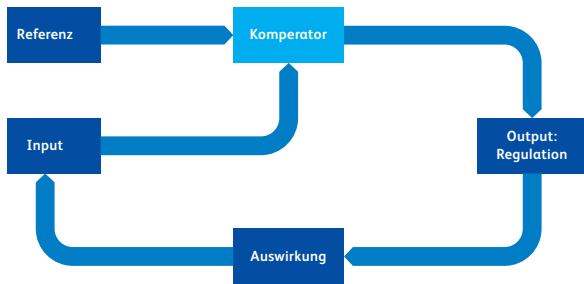 Referenz
Komperator
Input
Output:
Regulation
Auswirkung